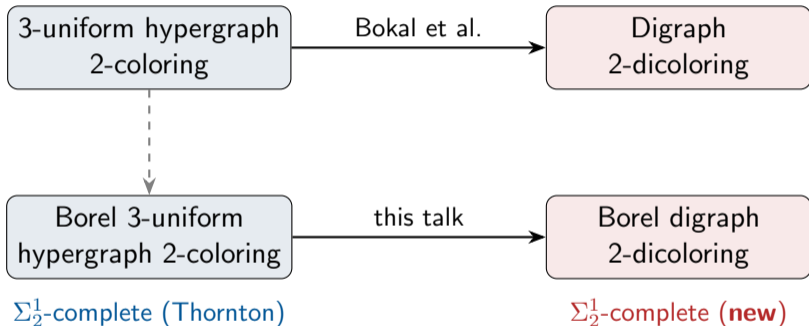 3-uniform hypergraph
2-coloring
Bokal et al.
Digraph
2-dicoloring
Borel 3-uniform
hypergraph 2-coloring
this talk
Borel digraph
2-dicoloring
Σ¹₂-complete (Thornton)
Σ¹₂-complete (new)